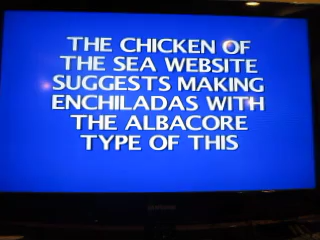 THE CHICKEN OF
THE SEA WEBSITE
SUGGESTS MAKING
ENCHILADAS WITH
THE ALBACORE
TYPE OF THIS